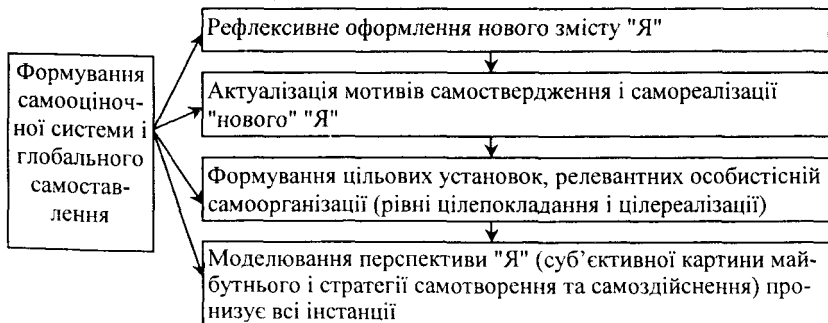 Формування
самооціноч-
ної системи і
глобального
самостав-
лення
Рефлексивне оформлення нового змісту "Я"
Актуалізація мотивів самоствердження і самореалізації
"нового" "Я"
Формування цільових установок, релевантних особистісній
самоорганізації (рівні цілепокладання і цілереалізації)
Моделювання перспективи "Я" (суб’єктивної картини май-
бутнього і стратегії самотворення та самоздійснення) про-
низує всі інстанції